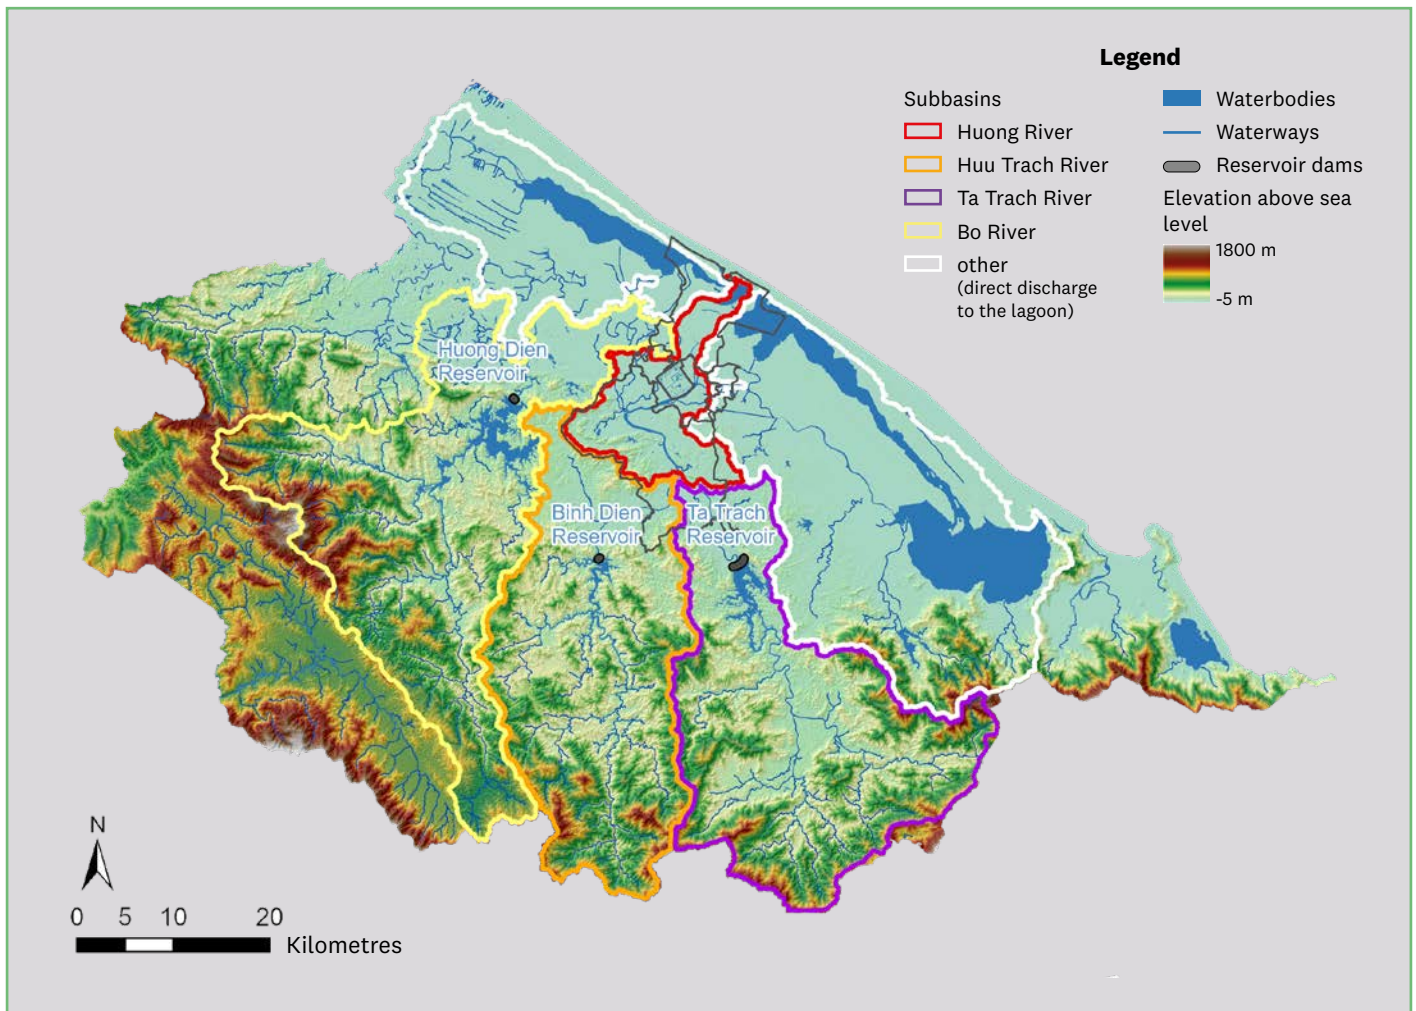 Legend
Subbasins
Huong River
Huu Trach River
Ta Trach River
Bo River
other
(direct discharge
to the lagoon)
Waterbodies
Waterways
Reservoir dams
Elevation above sea
level
1800 m
-5 m
Huong Dien
Reservoir
Binh Dien
Reservoir
Ta Trach
Reservoir
N
0 5 10 20
Kilometres